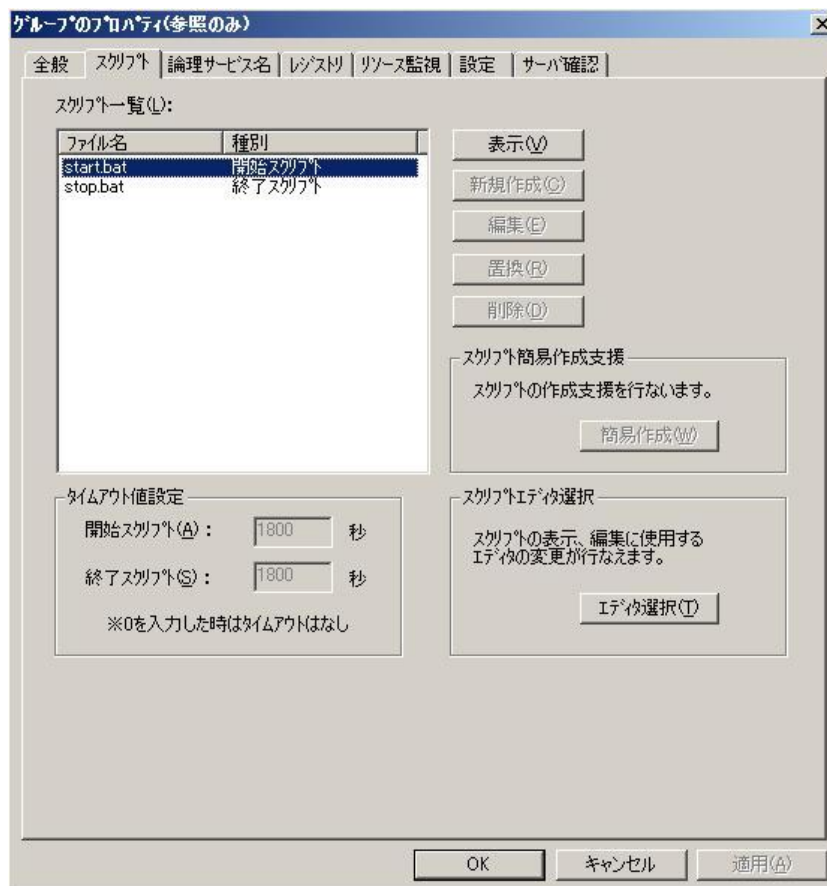 ｸﾞﾙｰﾌﾟのﾌﾟﾛﾊﾟﾃｨ(参照のみ)
全般 ｽｸﾘﾌﾟﾄ 論理ｻｰﾋﾞｽ名 ﾚｼﾞｽﾄﾘ ﾘｿｰｽ監視 設定 ｻｰﾊﾞ確認
ｽｸﾘﾌﾟﾄ一覧(L):
ﾌｧｲﾙ名 種別
start.bat 開始ｽｸﾘﾌﾟﾄ
stop.bat 終了ｽｸﾘﾌﾟﾄ
表示(V)
新規作成(C)
編集(E)
置換(R)
削除(D)
ｽｸﾘﾌﾟﾄ簡易作成支援
ｽｸﾘﾌﾟﾄの作成支援を行ないます。
簡易作成(W)
ﾀｲﾑｱｳﾄ値設定
開始ｽｸﾘﾌﾟﾄ(A): 1800 秒
終了ｽｸﾘﾌﾟﾄ(S): 1800 秒
※0を入力した時はﾀｲﾑｱｳﾄはなし
ｽｸﾘﾌﾟﾄｴﾃﾞｨﾀ選択
ｽｸﾘﾌﾟﾄの表示、編集に使用する
ｴﾃﾞｨﾀの変更が行なえます。
ｴﾃﾞｨﾀ選択(T)
OK キャンセル 適用(A)